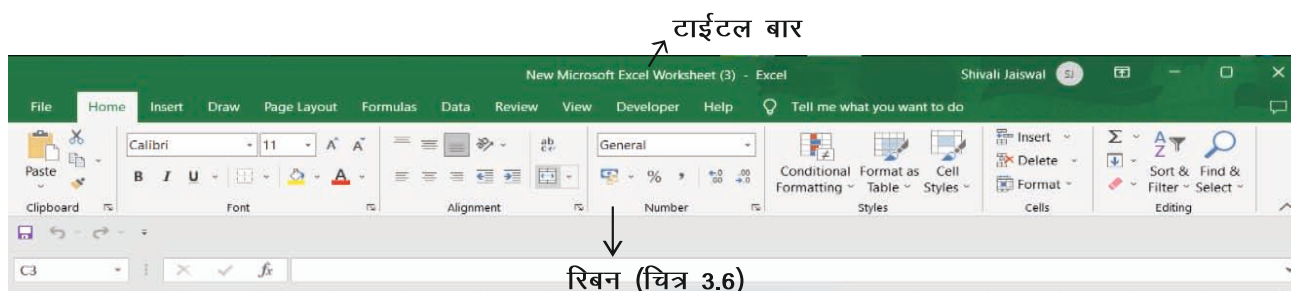 टाईटल बार
New Microsoft Excel Worksheet (3) - Excel Shivali Jaiswal SJ
File Home Insert Draw Page Layout Formulas Data Review View Developer Help Tell me what you want to do
Calibri 11 A A ab General Insert Σ A Z
Paste B I U A % , Conditional Formatting Format as Table Cell Styles Delete Sort & Filter Find & Select
Format
Clipboard Font Alignment Number Styles Cells Editing
C3 fx
रिबन (चित्र 3.6)